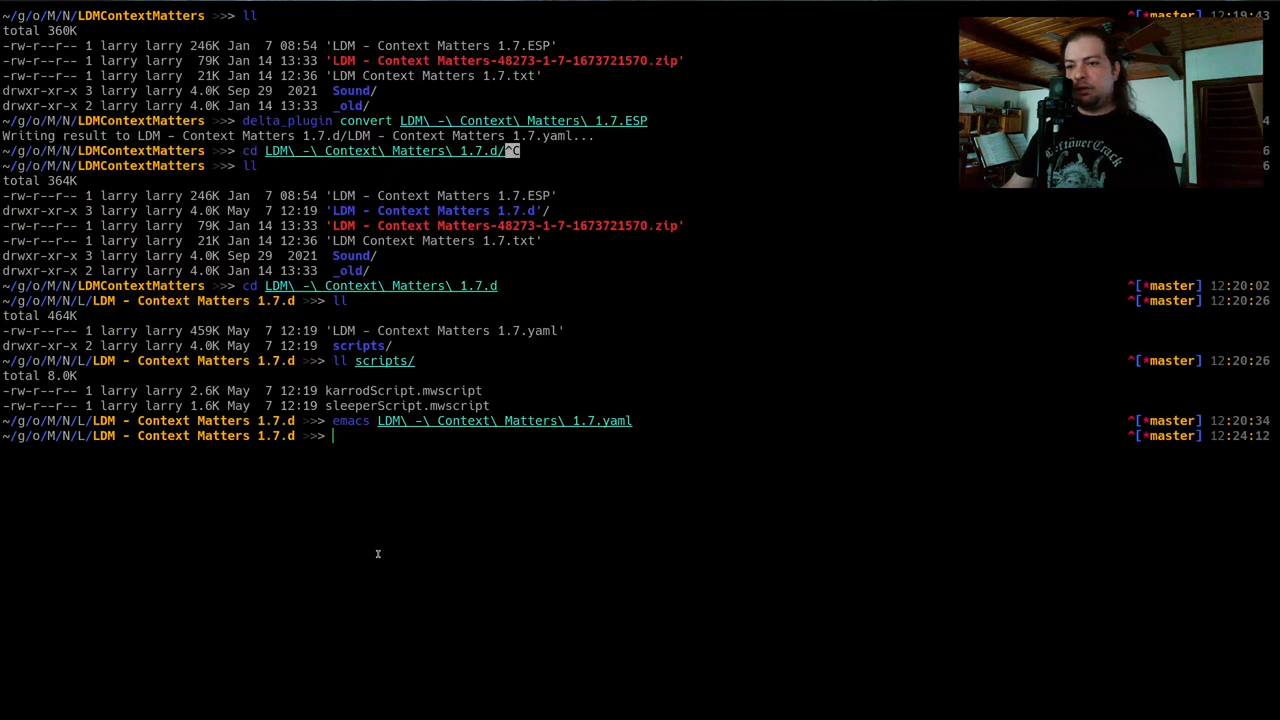 ~/g/o/M/N/LDMContextMatters >>> ll ^[*master] 12:19:43
total 360K
-rw-r--r-- 1 larry larry 246K Jan  7 08:54 'LDM - Context Matters 1.7.ESP'
-rw-r--r-- 1 larry larry  79K Jan 14 13:33 'LDM - Context Matters-48273-1-7-1673721570.zip'
-rw-r--r-- 1 larry larry  21K Jan 14 12:36 'LDM Context Matters 1.7.txt'
drwxr-xr-x 3 larry larry 4.0K Sep 29  2021  Sound/
drwxr-xr-x 2 larry larry 4.0K Jan 14 13:33  _old/
~/g/o/M/N/LDMContextMatters >>> delta_plugin convert LDM\ -\ Context\ Matters\ 1.7.ESP 4
Writing result to LDM - Context Matters 1.7.d/LDM - Context Matters 1.7.yaml...
~/g/o/M/N/LDMContextMatters >>> cd LDM\ -\ Context\ Matters\ 1.7.d/^C 6
~/g/o/M/N/LDMContextMatters >>> ll 6
total 364K
-rw-r--r-- 1 larry larry 246K Jan  7 08:54 'LDM - Context Matters 1.7.ESP'
drwxr-xr-x 3 larry larry 4.0K May  7 12:19 'LDM - Context Matters 1.7.d'/
-rw-r--r-- 1 larry larry  79K Jan 14 13:33 'LDM - Context Matters-48273-1-7-1673721570.zip'
-rw-r--r-- 1 larry larry  21K Jan 14 12:36 'LDM Context Matters 1.7.txt'
drwxr-xr-x 3 larry larry 4.0K Sep 29  2021  Sound/
drwxr-xr-x 2 larry larry 4.0K Jan 14 13:33  _old/
~/g/o/M/N/LDMContextMatters >>> cd LDM\ -\ Context\ Matters\ 1.7.d ^[*master] 12:20:02
~/g/o/M/N/L/LDM - Context Matters 1.7.d >>> ll ^[*master] 12:20:26
total 464K
-rw-r--r-- 1 larry larry 459K May  7 12:19 'LDM - Context Matters 1.7.yaml'
drwxr-xr-x 2 larry larry 4.0K May  7 12:19  scripts/
~/g/o/M/N/L/LDM - Context Matters 1.7.d >>> ll scripts/ ^[*master] 12:20:26
total 8.0K
-rw-r--r-- 1 larry larry 2.6K May  7 12:19 karrodScript.mwscript
-rw-r--r-- 1 larry larry 1.6K May  7 12:19 sleeperScript.mwscript
~/g/o/M/N/L/LDM - Context Matters 1.7.d >>> emacs LDM\ -\ Context\ Matters\ 1.7.yaml ^[*master] 12:20:34
~/g/o/M/N/L/LDM - Context Matters 1.7.d >>> ^[*master] 12:24:12